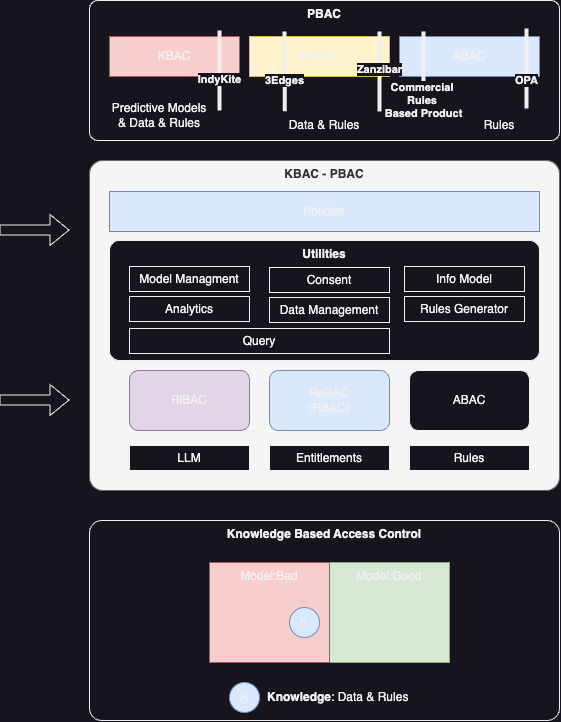 PBAC
KBAC
ABAC
IndyKite
3Edges
Zanzibar
Commercial
Rules
Based Product
OPA
Predictive Models
& Data & Rules
Data & Rules
Rules
KBAC - PBAC
Policies
Utilities
Model Managment
Consent
Info Model
Analytics
Data Management
Rules Generator
Query
RiBAC
ReBAC
(RBAC)
ABAC
LLM
Entitlements
Rules
Knowledge Based Access Control
Model:Bad
Model:Good
K
K
Knowledge: Data & Rules